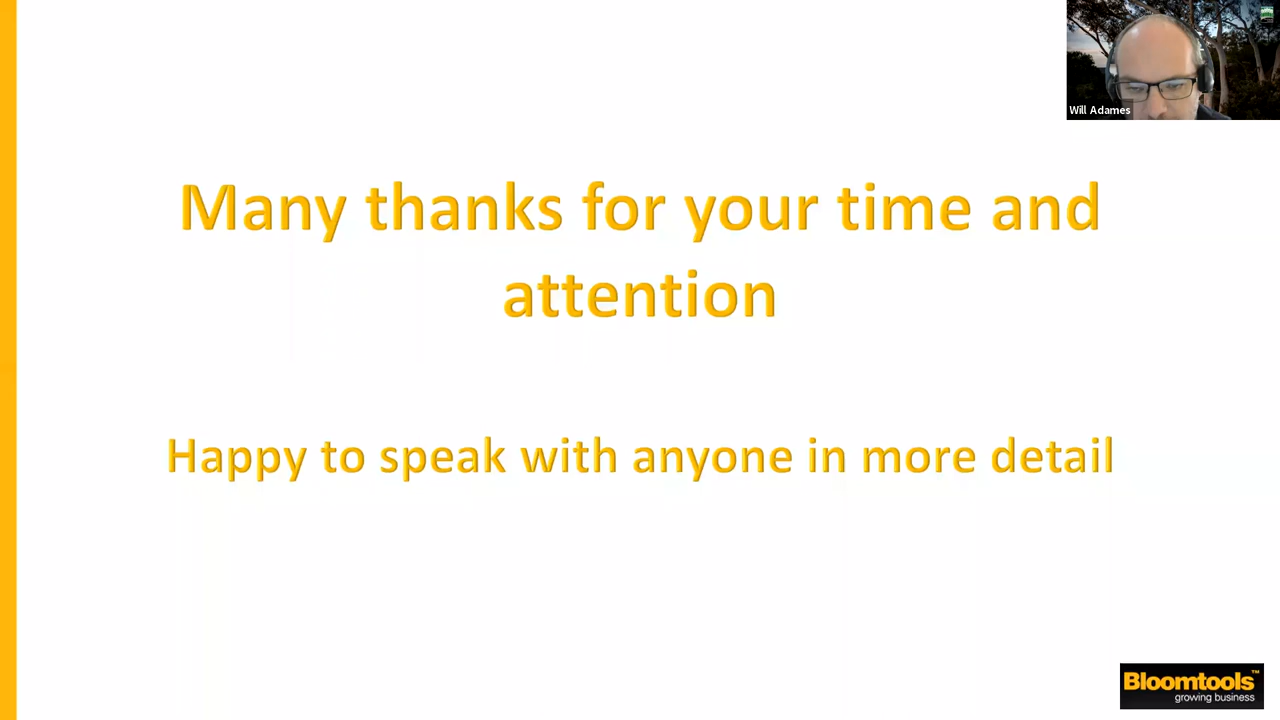 Will Adames
Many thanks for your time and
attention
Happy to speak with anyone in more detail
Bloomtools™
growing business